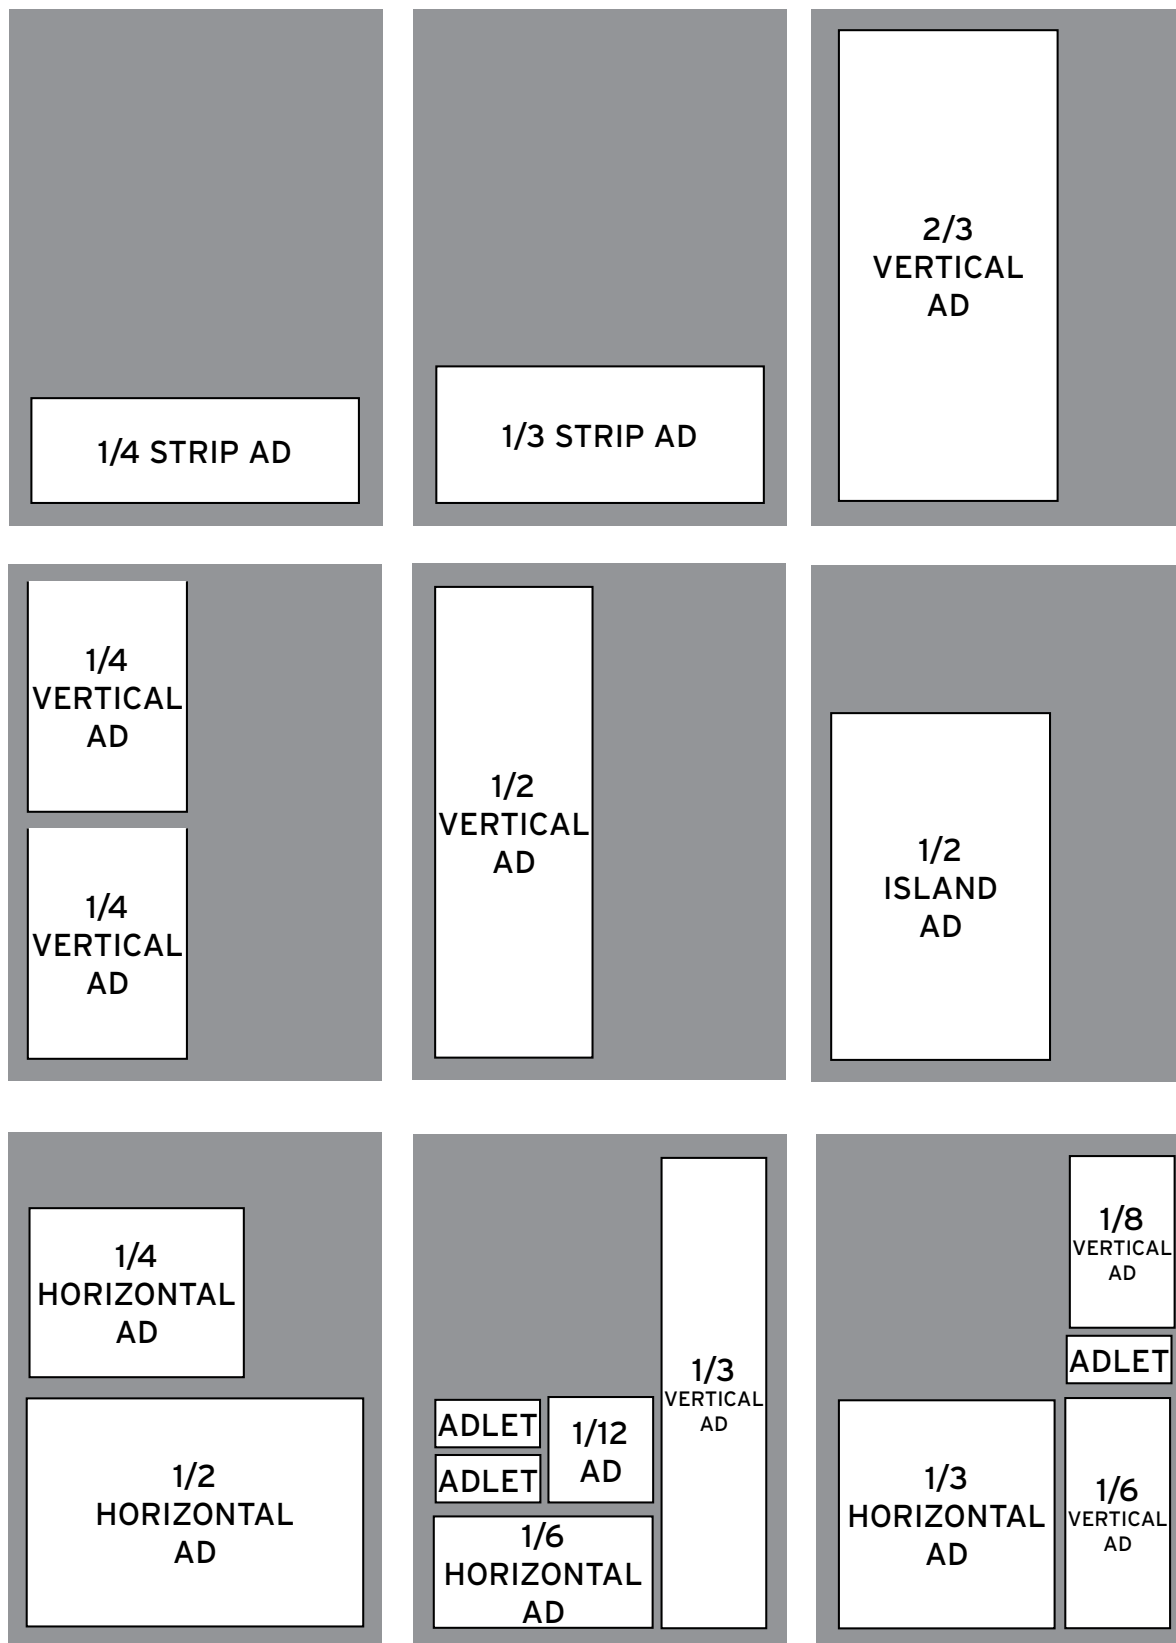 1/4 STRIP AD
1/3 STRIP AD
2/3
VERTICAL
AD
1/4
VERTICAL
AD
1/4
VERTICAL
AD
1/2
VERTICAL
AD
1/2
ISLAND
AD
1/4
HORIZONTAL
AD
1/2
HORIZONTAL
AD
ADLET
ADLET
1/12
AD
1/6
HORIZONTAL
AD
1/3
VERTICAL
AD
1/8
VERTICAL
AD
ADLET
1/3
HORIZONTAL
AD
1/6
VERTICAL
AD